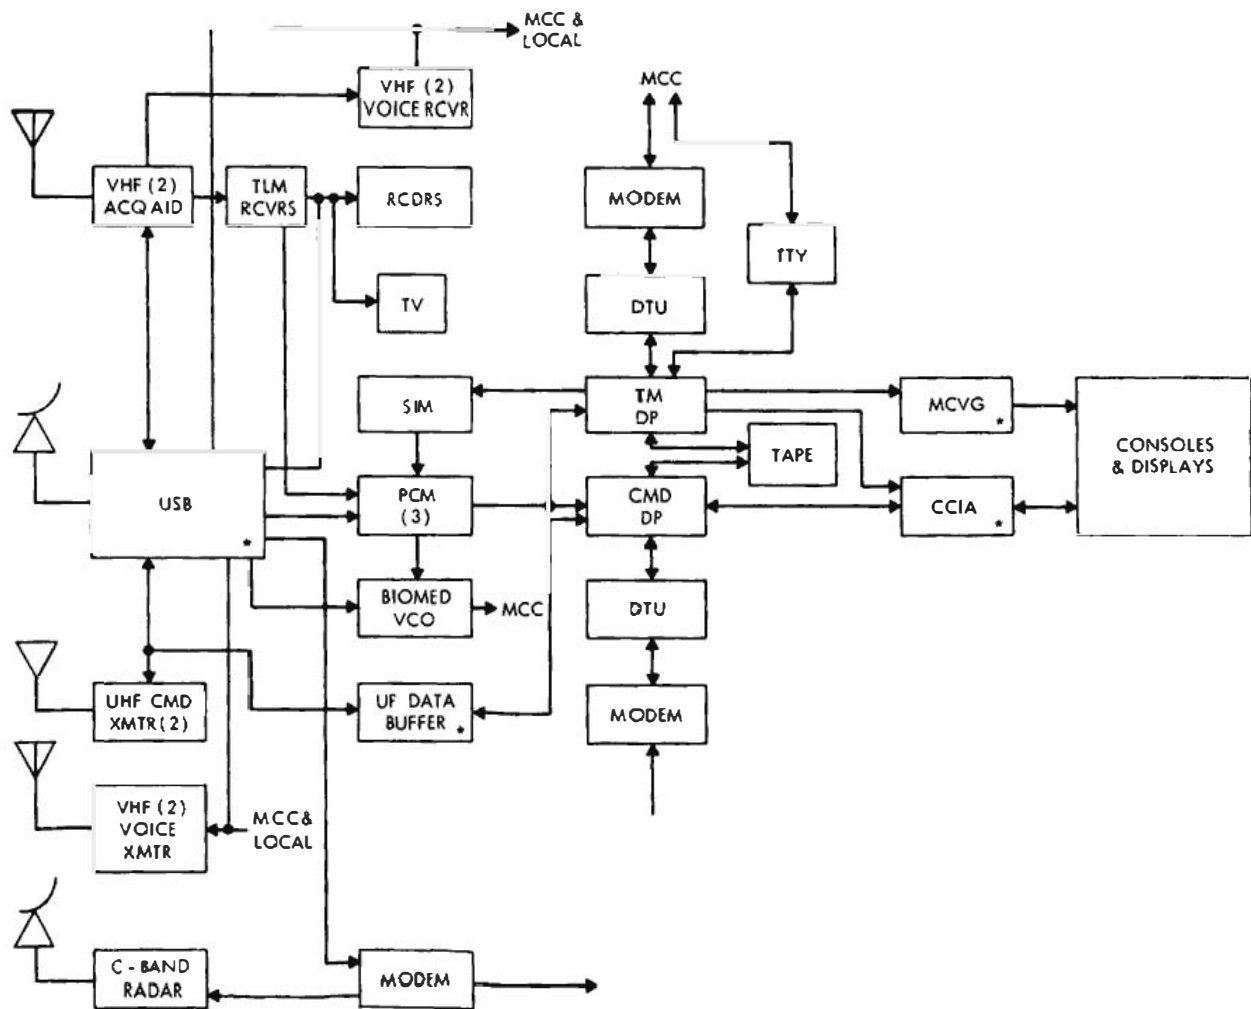 MCC &
LOCAL
VHF (2)
VOICE RCVR
MCC
VHF (2)
ACQ AID
TLM
RCVRS
RCDRS
MODEM
TTY
TV
DTU
SIM
TM
DP
MCVG
*
CONSOLES
& DISPLAYS
TAPE
USB
*
PCM
(3)
CMD
DP
CCIA
*
BIOMED
VCO
MCC
DTU
UHF CMD
XMTR (2)
UF DATA
BUFFER *
MODEM
VHF (2)
VOICE
XMTR
MCC &
LOCAL
C - BAND
RADAR
MODEM